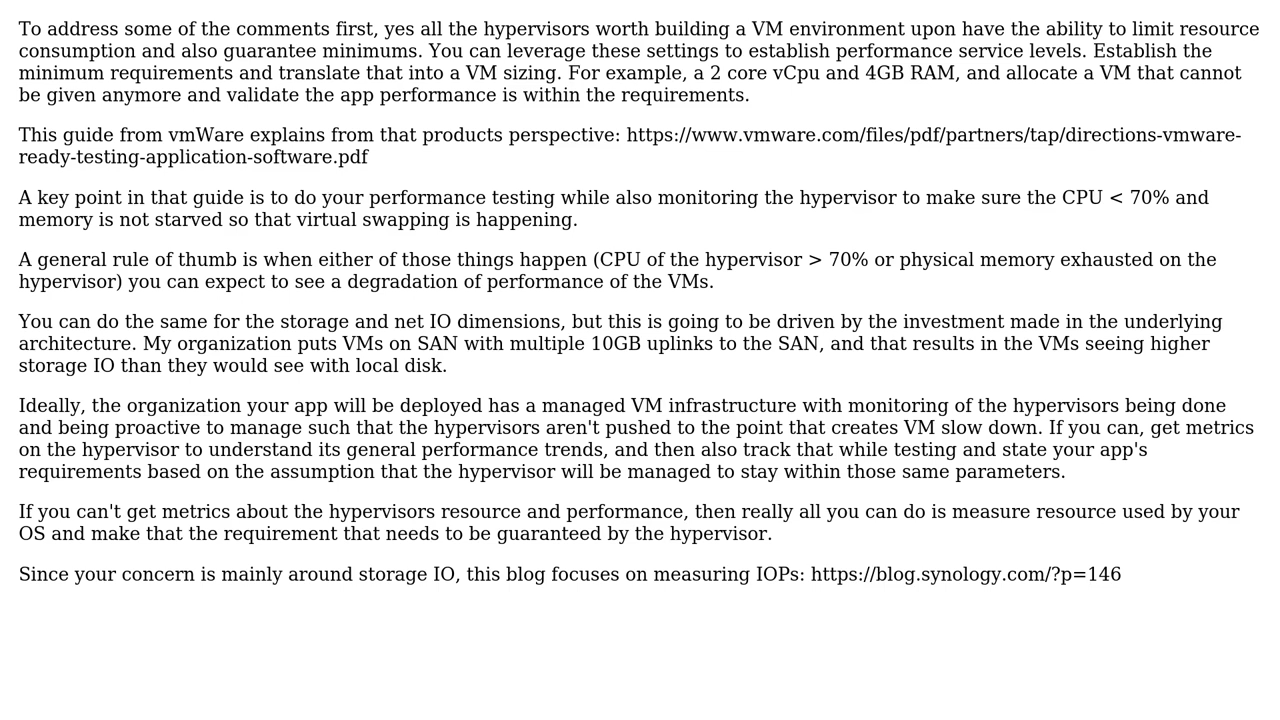 To address some of the comments first, yes all the hypervisors worth building a VM environment upon have the ability to limit resource
consumption and also guarantee minimums. You can leverage these settings to establish performance service levels. Establish the
minimum requirements and translate that into a VM sizing. For example, a 2 core vCpu and 4GB RAM, and allocate a VM that cannot
be given anymore and validate the app performance is within the requirements.
This guide from vmWare explains from that products perspective: https://www.vmware.com/files/pdf/partners/tap/directions-vmware-
ready-testing-application-software.pdf
A key point in that guide is to do your performance testing while also monitoring the hypervisor to make sure the CPU < 70% and
memory is not starved so that virtual swapping is happening.
A general rule of thumb is when either of those things happen (CPU of the hypervisor > 70% or physical memory exhausted on the
hypervisor) you can expect to see a degradation of performance of the VMs.
You can do the same for the storage and net IO dimensions, but this is going to be driven by the investment made in the underlying
architecture. My organization puts VMs on SAN with multiple 10GB uplinks to the SAN, and that results in the VMs seeing higher
storage IO than they would see with local disk.
Ideally, the organization your app will be deployed has a managed VM infrastructure with monitoring of the hypervisors being done
and being proactive to manage such that the hypervisors aren't pushed to the point that creates VM slow down. If you can, get metrics
on the hypervisor to understand its general performance trends, and then also track that while testing and state your app's
requirements based on the assumption that the hypervisor will be managed to stay within those same parameters.
If you can't get metrics about the hypervisors resource and performance, then really all you can do is measure resource used by your
OS and make that the requirement that needs to be guaranteed by the hypervisor.
Since your concern is mainly around storage IO, this blog focuses on measuring IOPs: https://blog.synology.com/?p=146